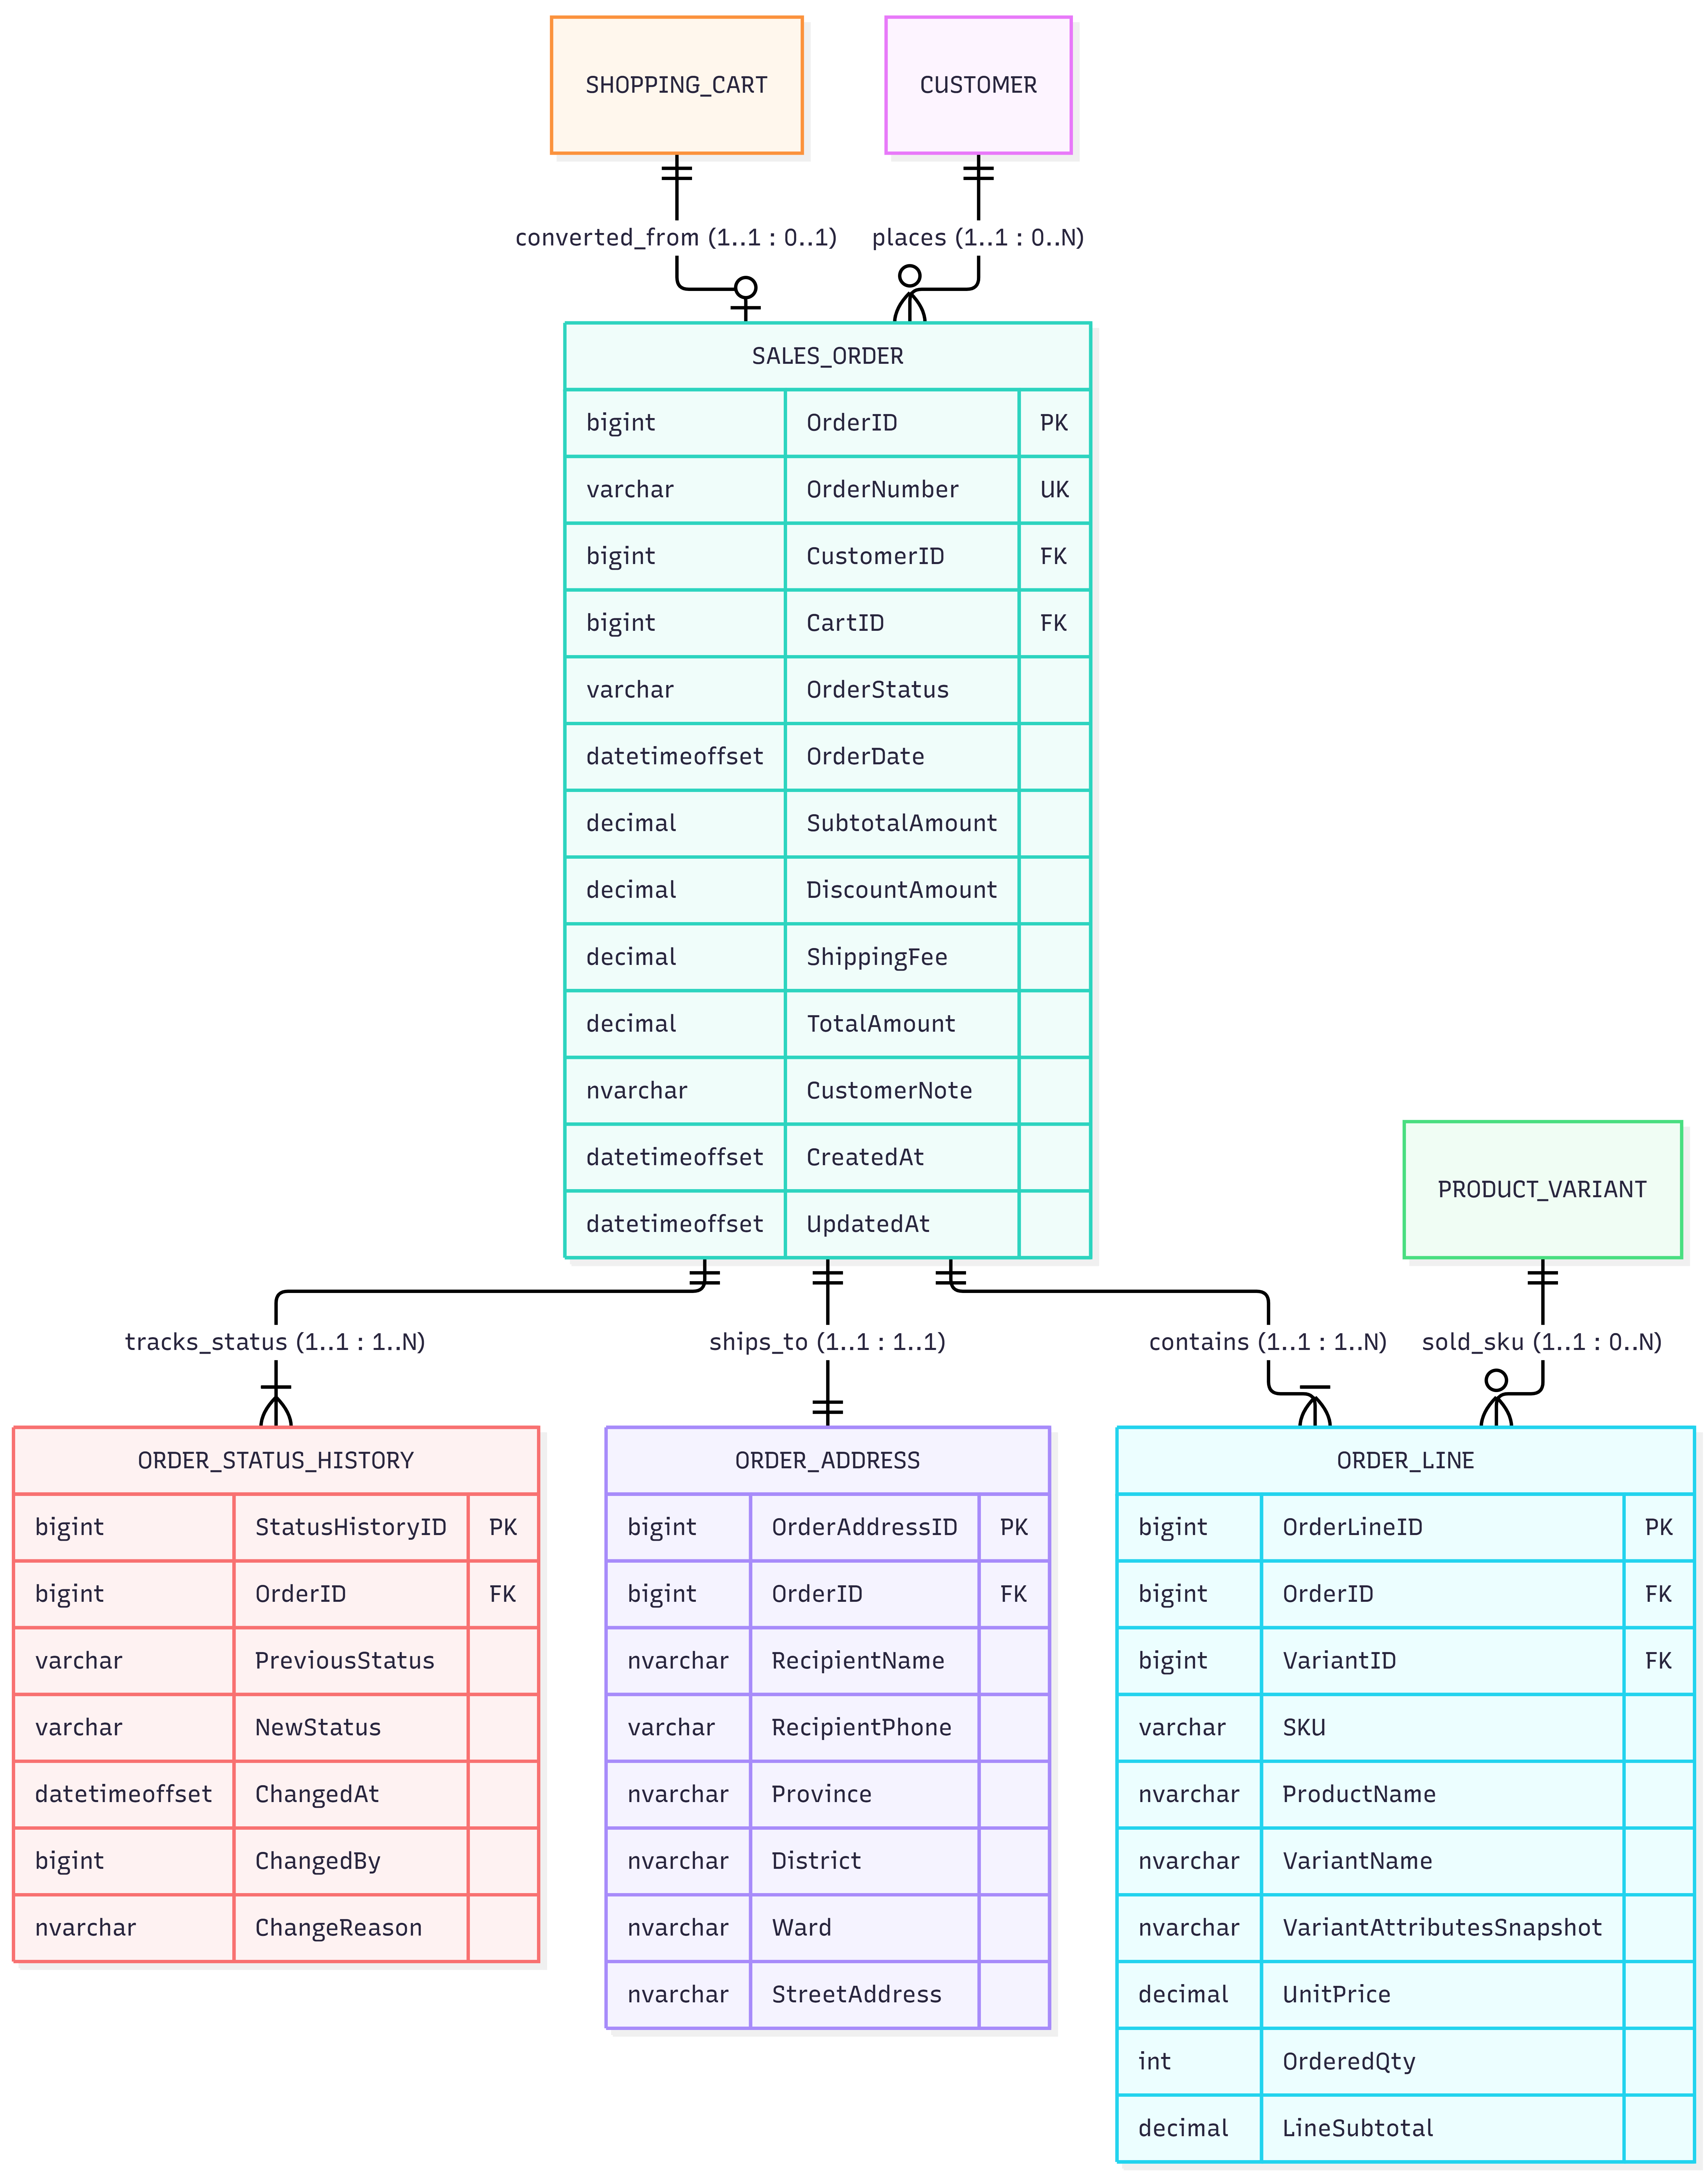 SHOPPING_CART
CUSTOMER
converted_from (1..1 : 0..1)
places (1..1 : 0..N)
SALES_ORDER
bigint OrderID PK
varchar OrderNumber UK
bigint CustomerID FK
bigint CartID FK
varchar OrderStatus
datetimeoffset OrderDate
decimal SubtotalAmount
decimal DiscountAmount
decimal ShippingFee
decimal TotalAmount
nvarchar CustomerNote
datetimeoffset CreatedAt
datetimeoffset UpdatedAt
PRODUCT_VARIANT
tracks_status (1..1 : 1..N)
ships_to (1..1 : 1..1)
contains (1..1 : 1..N)
sold_sku (1..1 : 0..N)
ORDER_STATUS_HISTORY
bigint StatusHistoryID PK
bigint OrderID FK
varchar PreviousStatus
varchar NewStatus
datetimeoffset ChangedAt
bigint ChangedBy
nvarchar ChangeReason
ORDER_ADDRESS
bigint OrderAddressID PK
bigint OrderID FK
nvarchar RecipientName
varchar RecipientPhone
nvarchar Province
nvarchar District
nvarchar Ward
nvarchar StreetAddress
ORDER_LINE
bigint OrderLineID PK
bigint OrderID FK
bigint VariantID FK
varchar SKU
nvarchar ProductName
nvarchar VariantName
nvarchar VariantAttributesSnapshot
decimal UnitPrice
int OrderedQty
decimal LineSubtotal